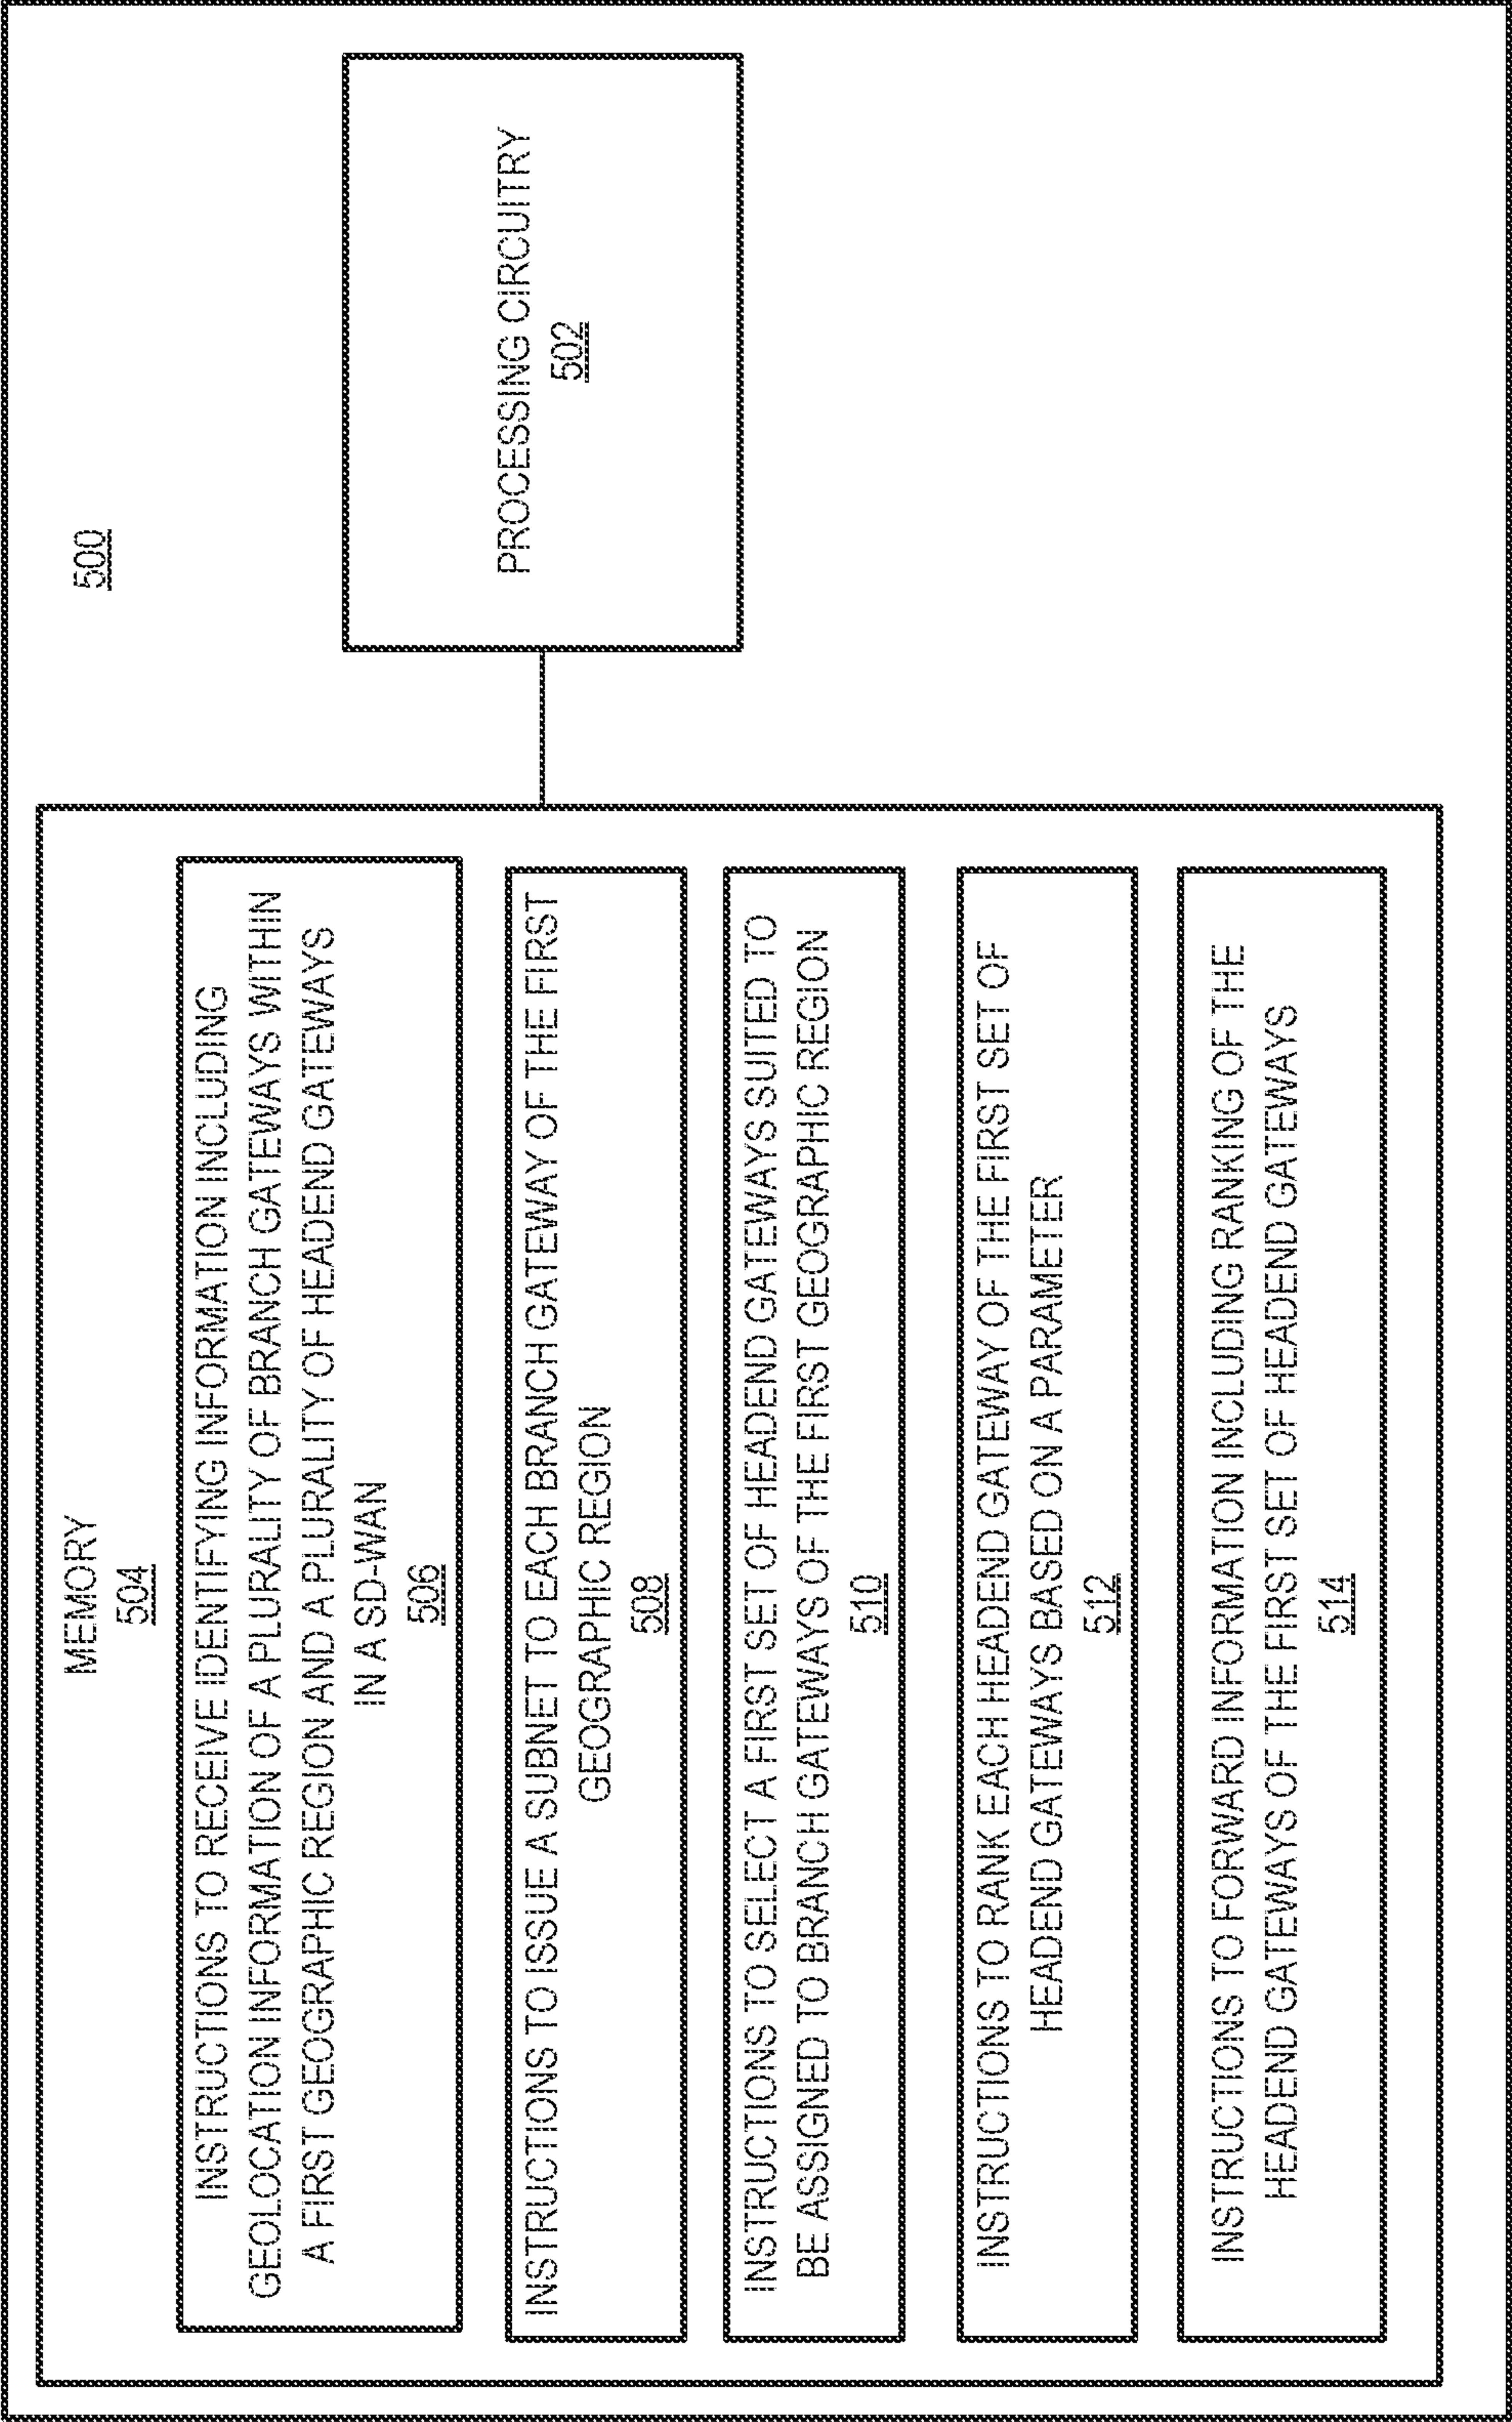 500
MEMORY
504
INSTRUCTIONS TO RECEIVE IDENTIFYING INFORMATION INCLUDING
GEOLOCATION INFORMATION OF A PLURALITY OF BRANCH GATEWAYS WITHIN
A FIRST GEOGRAPHIC REGION AND A PLURALITY OF HEADEND GATEWAYS
IN A SD-WAN
506
INSTRUCTIONS TO ISSUE A SUBNET TO EACH BRANCH GATEWAY OF THE FIRST
GEOGRAPHIC REGION
508
INSTRUCTIONS TO SELECT A FIRST SET OF HEADEND GATEWAYS SUITED TO
BE ASSIGNED TO BRANCH GATEWAYS OF THE FIRST GEOGRAPHIC REGION
510
INSTRUCTIONS TO RANK EACH HEADEND GATEWAY OF THE FIRST SET OF
HEADEND GATEWAYS BASED ON A PARAMETER
512
INSTRUCTIONS TO FORWARD INFORMATION INCLUDING RANKING OF THE
HEADEND GATEWAYS OF THE FIRST SET OF HEADEND GATEWAYS
514
PROCESSING CIRCUITRY
502